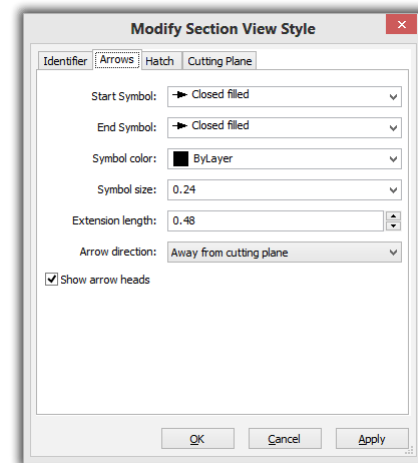 Modify Section View Style
Identifier Arrows Hatch Cutting Plane
Start Symbol: Closed filled
End Symbol: Closed filled
Symbol color: ByLayer
Symbol size: 0.24
Extension length: 0.48
Arrow direction: Away from cutting plane
Show arrow heads
OK Cancel Apply